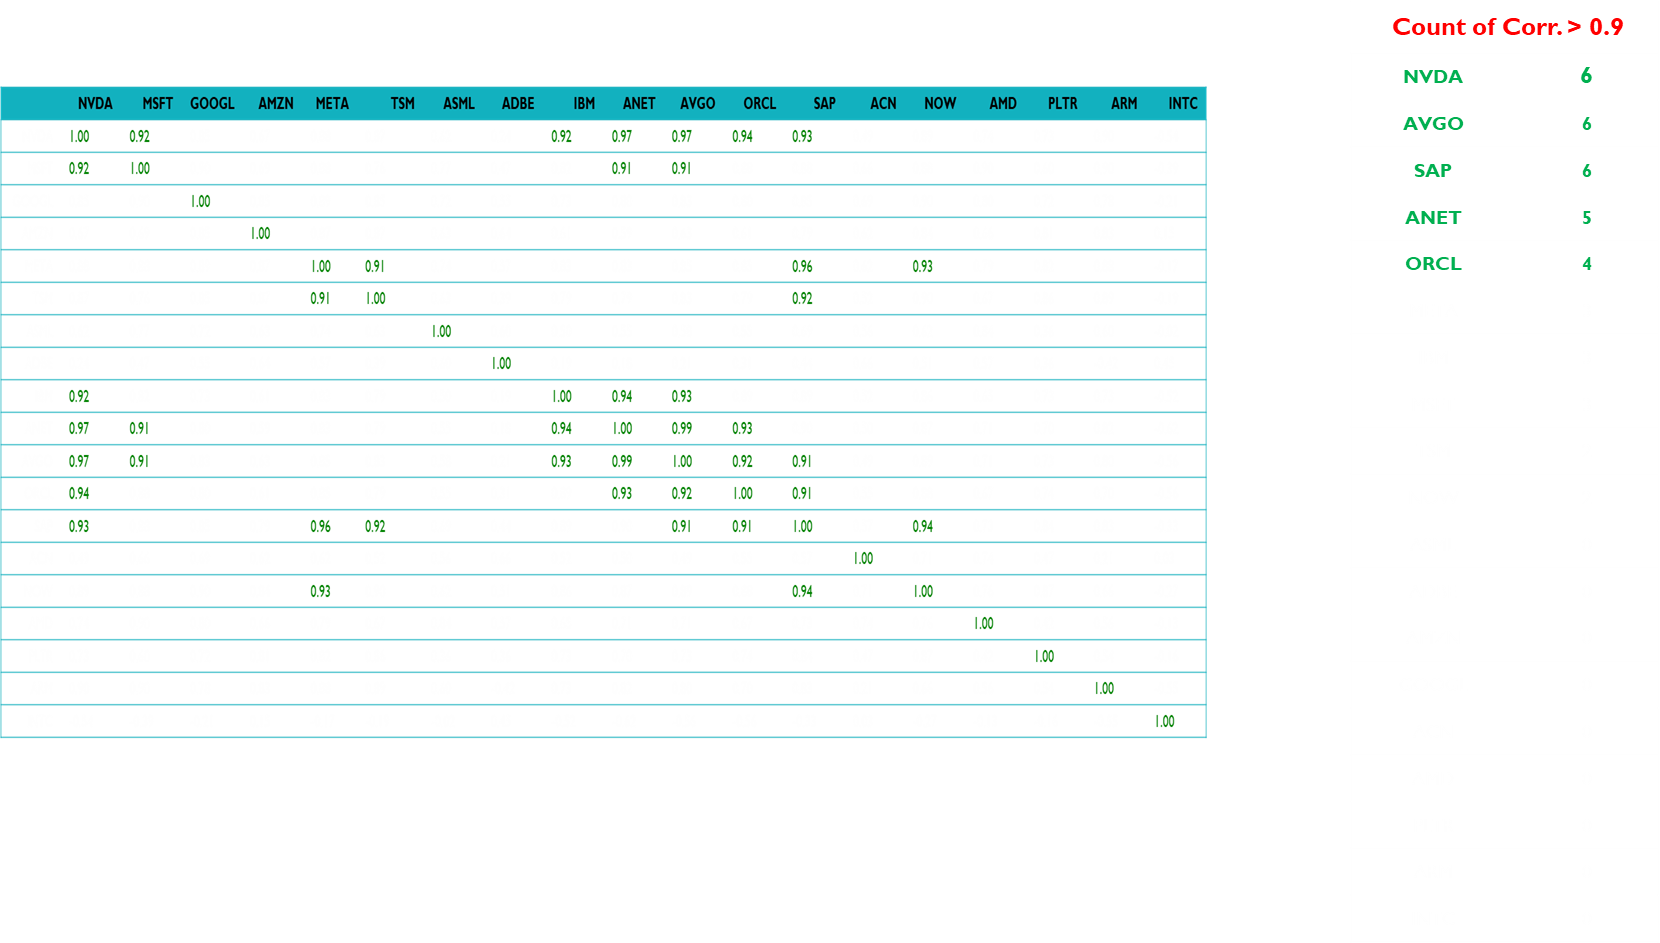 Count of Corr. > 0.9
NVDA 6
AVGO 6
SAP 6
ANET 5
ORCL 4
NVDA MSFT GOOGL AMZN META TSM ASML ADBE IBM ANET AVGO ORCL SAP ACN NOW AMD PLTR ARM INTC
1.00 0.92 0.92 0.97 0.97 0.94 0.93
0.92 1.00 0.91 0.91
1.00
1.00
1.00 0.91 0.96 0.93
0.91 1.00 0.92
1.00
1.00
0.92 1.00 0.94 0.93
0.97 0.91 0.94 1.00 0.99 0.93
0.97 0.91 0.93 0.99 1.00 0.92 0.91
0.94 0.93 0.92 1.00 0.91
0.93 0.96 0.92 0.91 0.91 1.00 0.94
1.00
0.93 0.94 1.00
1.00
1.00
1.00
1.00